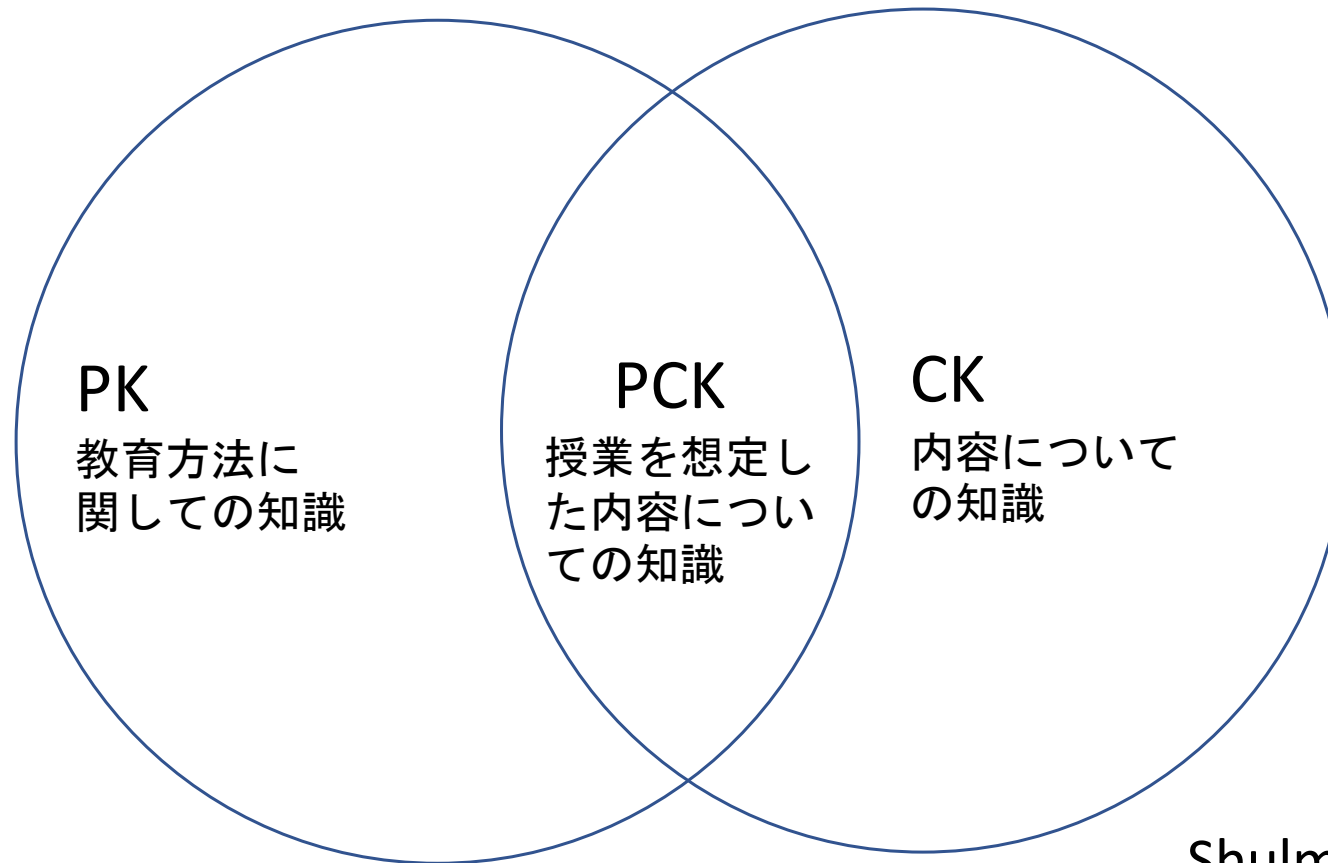 PK
教育方法に
関しての知識
PCK
授業を想定し
た内容につい
ての知識
CK
内容について
の知識
Shulm